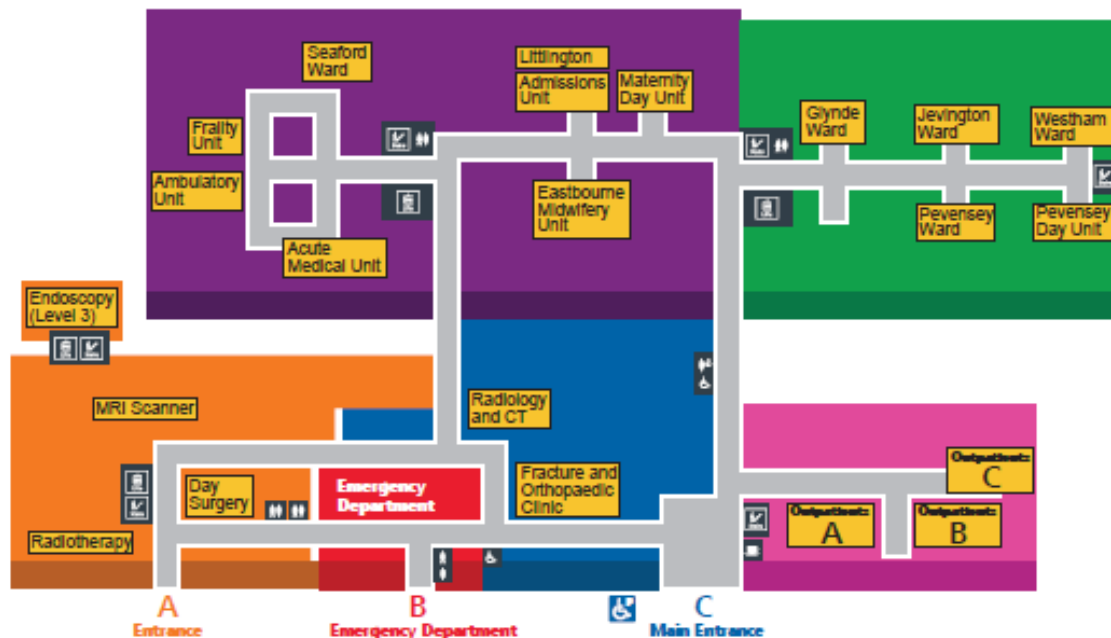 Seaford
Ward
Littlington
Admissions
Unit
Maternity
Day Unit
Glynde
Ward
Jevington
Ward
Westham
Ward
Frailty
Unit
Ambulatory
Unit
Acute
Medical Unit
Eastbourne
Midwifery
Unit
Pevensey
Ward
Pevensey
Day Unit
Endoscopy
(Level 3)
MRI Scanner
Radiology
and CT
Day
Surgery
Emergency
Department
Fracture and
Orthopaedic
Clinic
Radiotherapy
Outpatients
C
Outpatients
A
Outpatients
B
A
Entrance
B
Emergency Department
C
Main Entrance